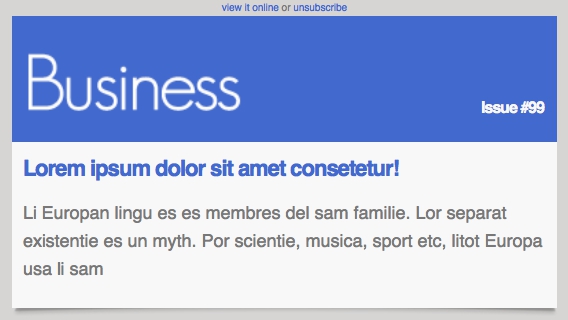 view it online or unsubscribe
Business
Issue #99
Lorem ipsum dolor sit amet consetetur!
Li Europan lingu es es membres del sam familie. Lor separat
existentie es un myth. Por scientie, musica, sport etc, litot Europa
usa li sam